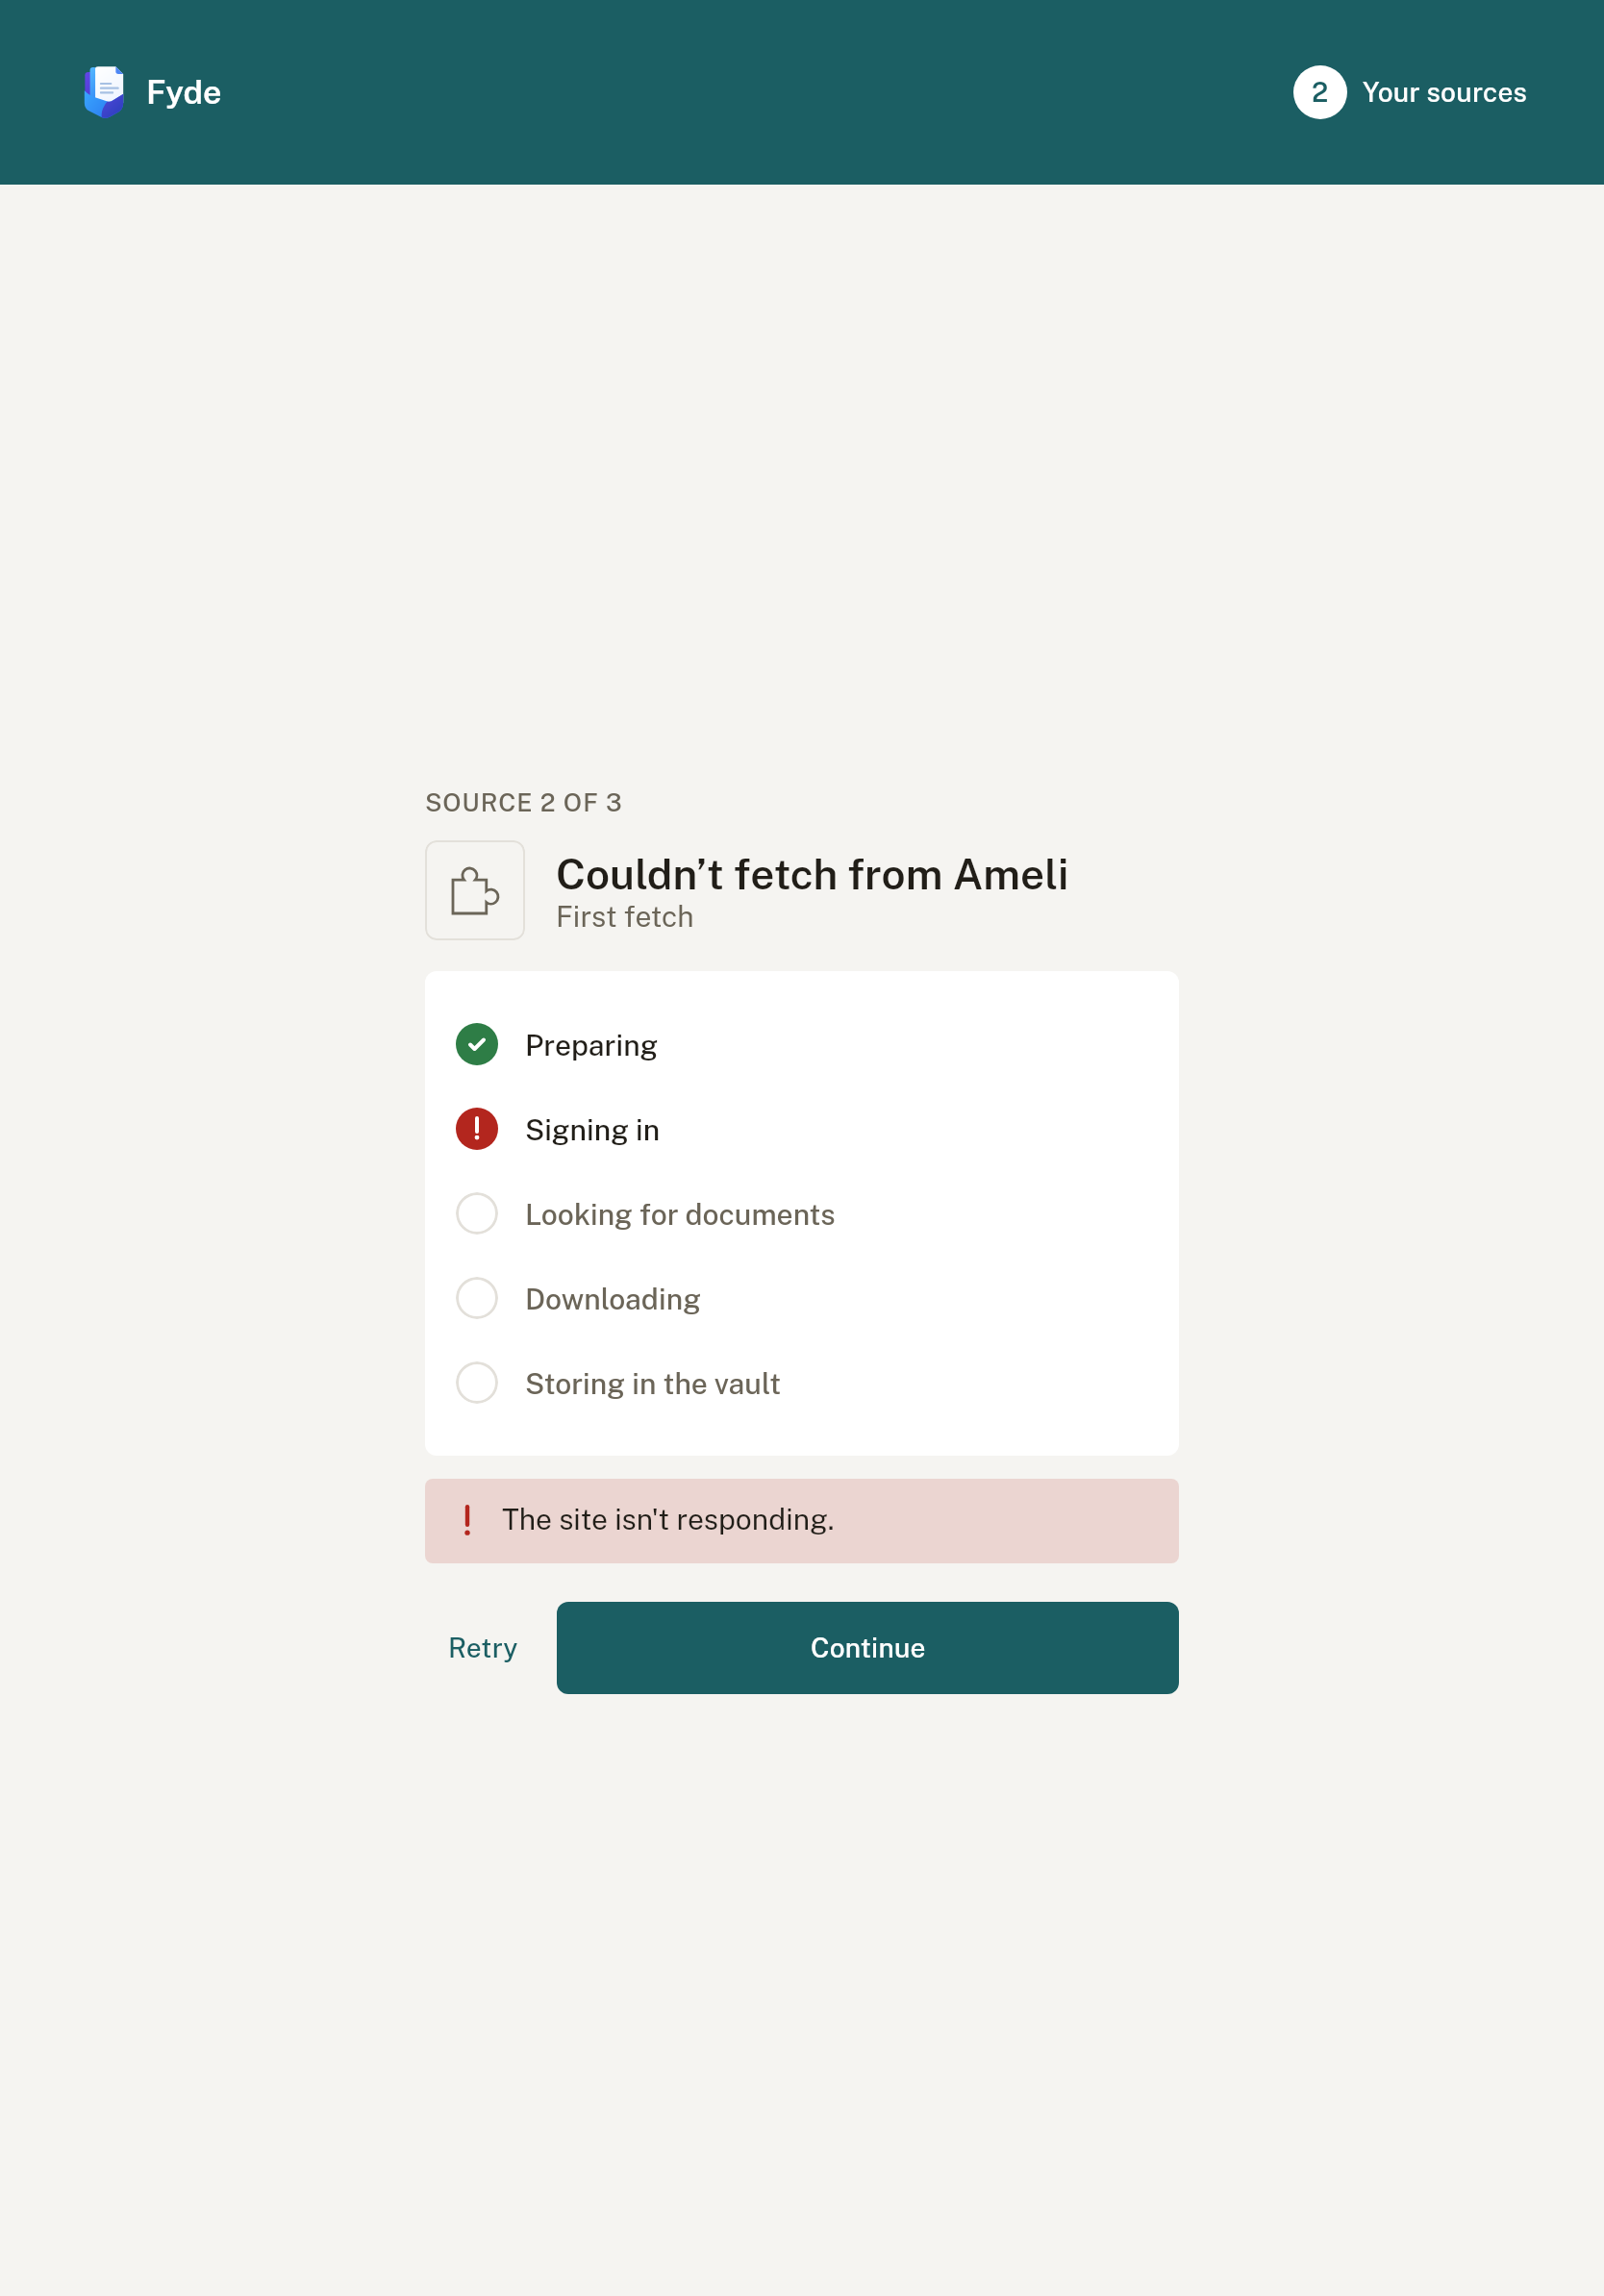 Fyde
2 Your sources
SOURCE 2 OF 3
Couldn’t fetch from Ameli
First fetch
Preparing
Signing in
Looking for documents
Downloading
Storing in the vault
The site isn't responding.
Retry
Continue